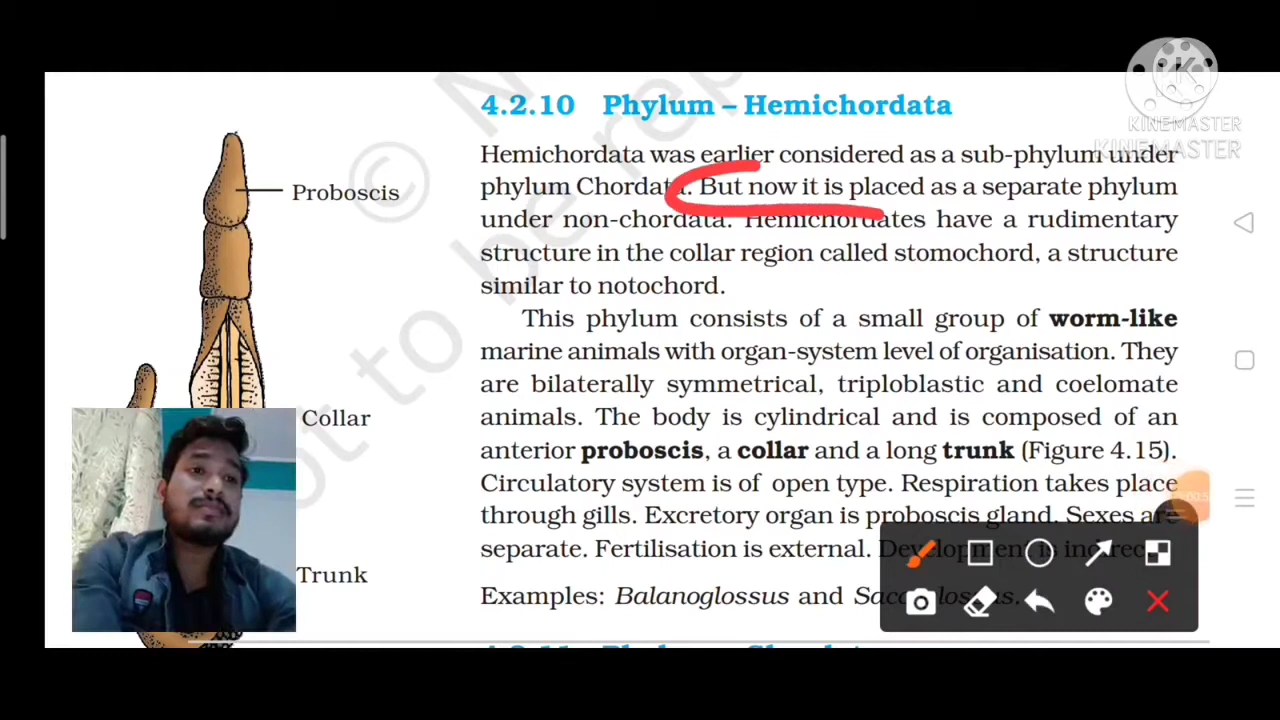 KINEMASTER
KINEMASTER
4.2.10 Phylum – Hemichordata
Hemichordata was earlier considered as a sub-phylum under
phylum Chordata. But now it is placed as a separate phylum
under non-chordata. Hemichordates have a rudimentary
structure in the collar region called stomochord, a structure
similar to notochord.
This phylum consists of a small group of worm-like
marine animals with organ-system level of organisation. They
are bilaterally symmetrical, triploblastic and coelomate
animals. The body is cylindrical and is composed of an
anterior proboscis, a collar and a long trunk (Figure 4.15).
Circulatory system is of open type. Respiration takes place
through gills. Excretory organ is proboscis gland. Sexes are
separate. Fertilisation is external. Development is indirect.
Examples: Balanoglossus and Saccoglossus.
Proboscis
Collar
Trunk